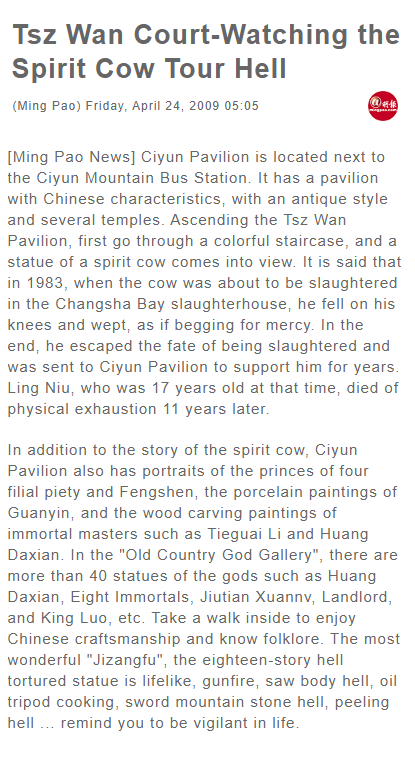 Tsz Wan Court-Watching the
Spirit Cow Tour Hell
(Ming Pao) Friday, April 24, 2009 05:05
明報
mingpao.com
[Ming Pao News] Ciyun Pavilion is located next to
the Ciyun Mountain Bus Station. It has a pavilion
with Chinese characteristics, with an antique style
and several temples. Ascending the Tsz Wan
Pavilion, first go through a colorful staircase, and a
statue of a spirit cow comes into view. It is said that
in 1983, when the cow was about to be slaughtered
in the Changsha Bay slaughterhouse, he fell on his
knees and wept, as if begging for mercy. In the
end, he escaped the fate of being slaughtered and
was sent to Ciyun Pavilion to support him for years.
Ling Niu, who was 17 years old at that time, died of
physical exhaustion 11 years later.
In addition to the story of the spirit cow, Ciyun
Pavilion also has portraits of the princes of four
filial piety and Fengshen, the porcelain paintings of
Guanyin, and the wood carving paintings of
immortal masters such as Tieguai Li and Huang
Daxian. In the "Old Country God Gallery", there are
more than 40 statues of the gods such as Huang
Daxian, Eight Immortals, Jiutian Xuannv, Landlord,
and King Luo, etc. Take a walk inside to enjoy
Chinese craftsmanship and know folklore. The most
wonderful "Jizangfu", the eighteen-story hell
tortured statue is lifelike, gunfire, saw body hell, oil
tripod cooking, sword mountain stone hell, peeling
hell ... remind you to be vigilant in life.